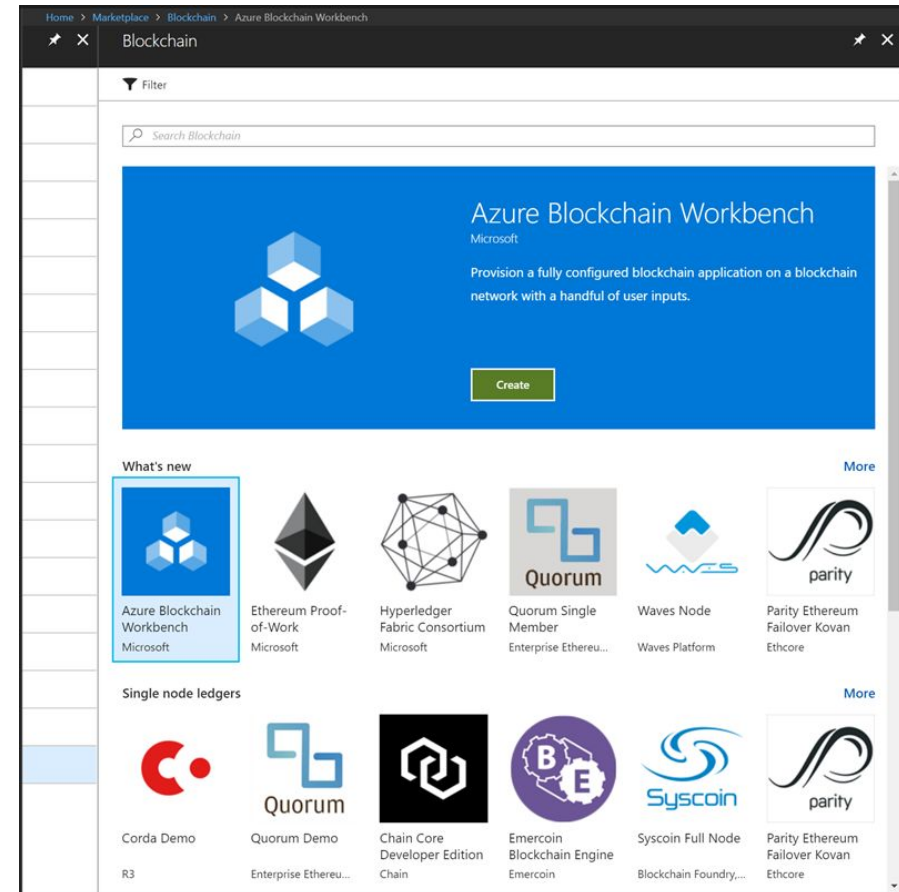 Home > Marketplace > Blockchain > Azure Blockchain Workbench
Blockchain
Filter
Search Blockchain
Azure Blockchain Workbench
Microsoft
Provision a fully configured blockchain application on a blockchain
network with a handful of user inputs.
Create
What's new
More
Quorum
WAVES
parity
Azure Blockchain
Workbench
Microsoft
Ethereum Proof-
of-Work
Microsoft
Hyperledger
Fabric Consortium
Microsoft
Quorum Single
Member
Enterprise Ethereu...
Waves Node
Waves Platform
Parity Ethereum
Failover Kovan
Ethcore
Single node ledgers
More
Quorum
B
E
Syscoin
parity
Corda Demo
R3
Quorum Demo
Enterprise Ethereu...
Chain Core
Developer Edition
Chain
Emercoin
Blockchain Engine
Emercoin
Syscoin Full Node
Blockchain Foundry,...
Parity Ethereum
Failover Kovan
Ethcore